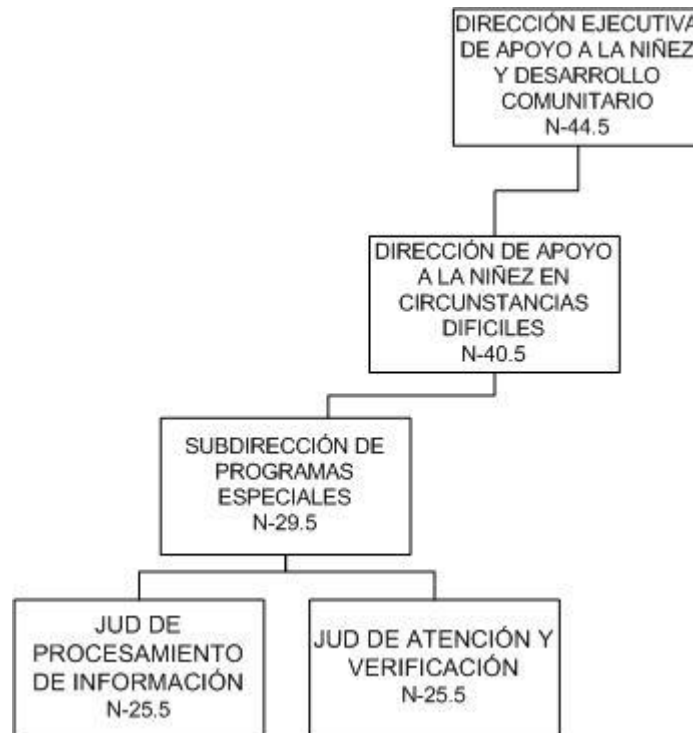 DIRECCIÓN EJECUTIVA
DE APOYO A LA NIÑEZ
Y DESARROLLO
COMUNITARIO
N-44.5
DIRECCIÓN DE APOYO
A LA NIÑEZ EN
CIRCUNSTANCIAS
DIFICILES
N-40.5
SUBDIRECCIÓN DE
PROGRAMAS
ESPECIALES
N-29.5
JUD DE
PROCESAMIENTO
DE INFORMACIÓN
N-25.5
JUD DE ATENCIÓN Y
VERIFICACIÓN
N-25.5